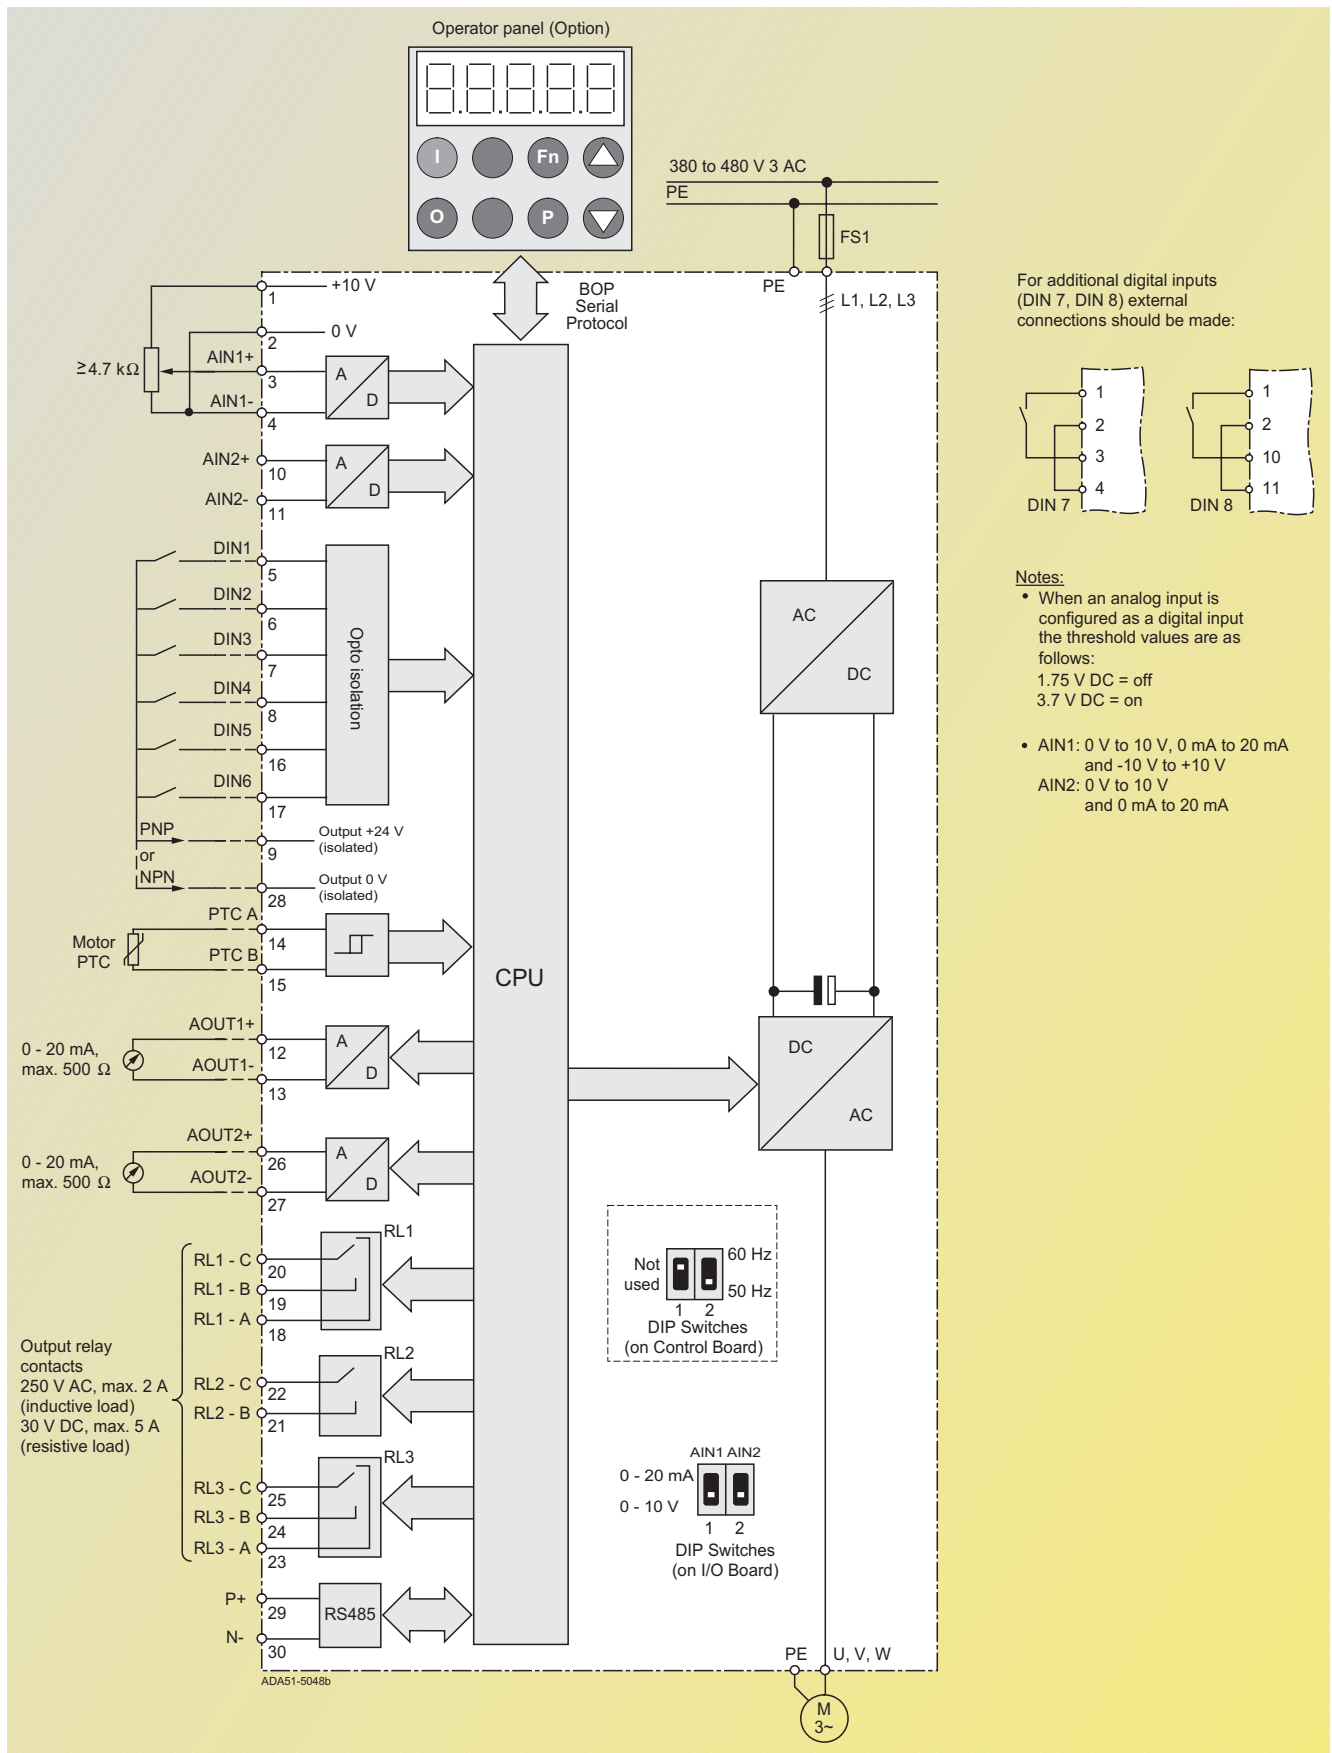 Operator panel (Option)
I
Fn
O
P
380 to 480 V 3 AC
PE
FS1
PE
L1, L2, L3
BOP
Serial
Protocol
1
+10 V
2
0 V
≥4.7 kΩ
AIN1+
3
AIN1-
4
A
D
AIN2+
10
AIN2-
11
A
D
DIN1
5
DIN2
6
DIN3
7
DIN4
8
DIN5
16
DIN6
17
Opto isolation
PNP
9
Output +24 V
(isolated)
or
NPN
28
Output 0 V
(isolated)
Motor
PTC
PTC A
14
PTC B
15
CPU
0 - 20 mA,
max. 500 Ω
AOUT1+
12
AOUT1-
13
A
D
0 - 20 mA,
max. 500 Ω
AOUT2+
26
AOUT2-
27
A
D
Output relay
contacts
250 V AC, max. 2 A
(inductive load)
30 V DC, max. 5 A
(resistive load)
RL1
RL1 - C
20
RL1 - B
19
RL1 - A
18
RL2
RL2 - C
22
RL2 - B
21
RL3
RL3 - C
25
RL3 - B
24
RL3 - A
23
P+
29
N-
30
RS485
ADA51-5048b
AC
DC
DC
AC
Not
used
60 Hz
50 Hz
1 2
DIP Switches
(on Control Board)
AIN1 AIN2
0 - 20 mA
0 - 10 V
1 2
DIP Switches
(on I/O Board)
PE
U, V, W
M
3~
For additional digital inputs
(DIN 7, DIN 8) external
connections should be made:
1
2
3
4
DIN 7
1
2
10
11
DIN 8
Notes:
• When an analog input is
configured as a digital input
the threshold values are as
follows:
1.75 V DC = off
3.7 V DC = on
• AIN1: 0 V to 10 V, 0 mA to 20 mA
and -10 V to +10 V
AIN2: 0 V to 10 V
and 0 mA to 20 mA